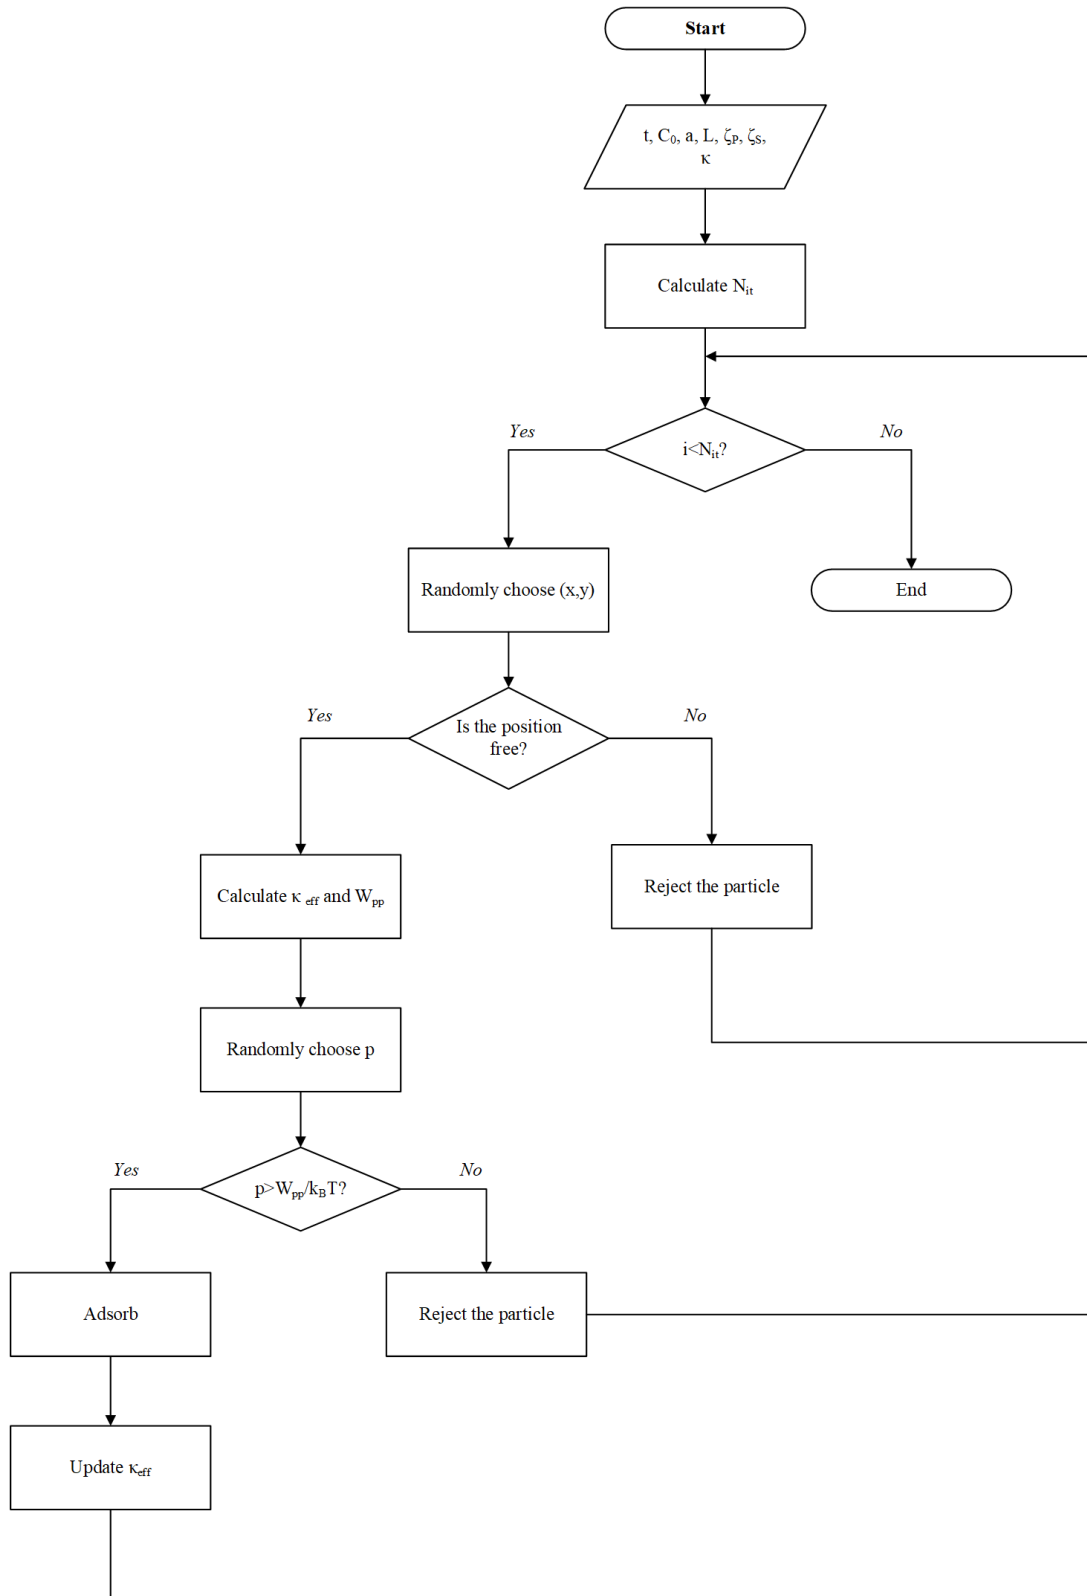 Start
t, C₀, a, L, ζP, ζS,
κ
Calculate Nit
Yes
No
i<Nit?
Randomly choose (x,y)
End
Yes
No
Is the position
free?
Calculate κ eff and Wpp
Reject the particle
Randomly choose p
Yes
No
p>Wpp/kBT?
Adsorb
Reject the particle
Update κeff